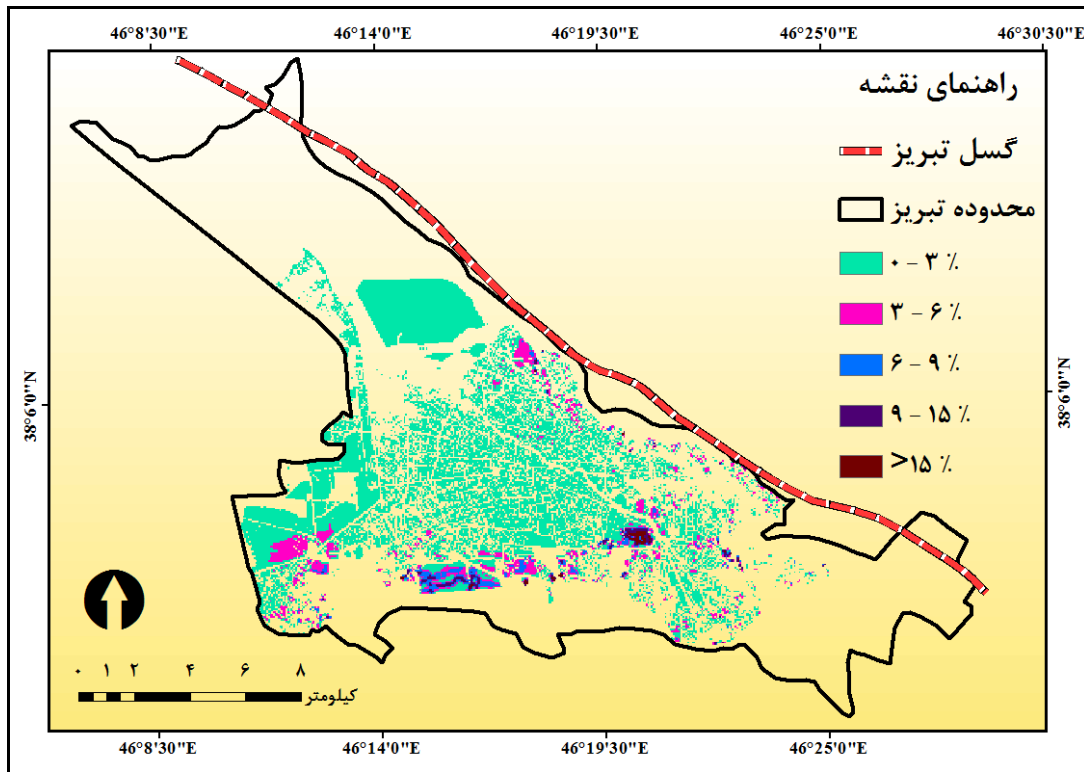 46°8'30"E 46°14'0"E 46°19'30"E 46°25'0"E 46°30'30"E
راهنمای نقشه
گسل تبریز
محدوده تبریز
۰ - ۳ %
۳ - ۶ %
۶ - ۹ %
۹ - ۱۵ %
>۱۵ %
38°6'0"N
38°6'0"N
۰ ۱ ۲ ۴ ۶ ۸
کیلومتر
46°8'30"E 46°14'0"E 46°19'30"E 46°25'0"E